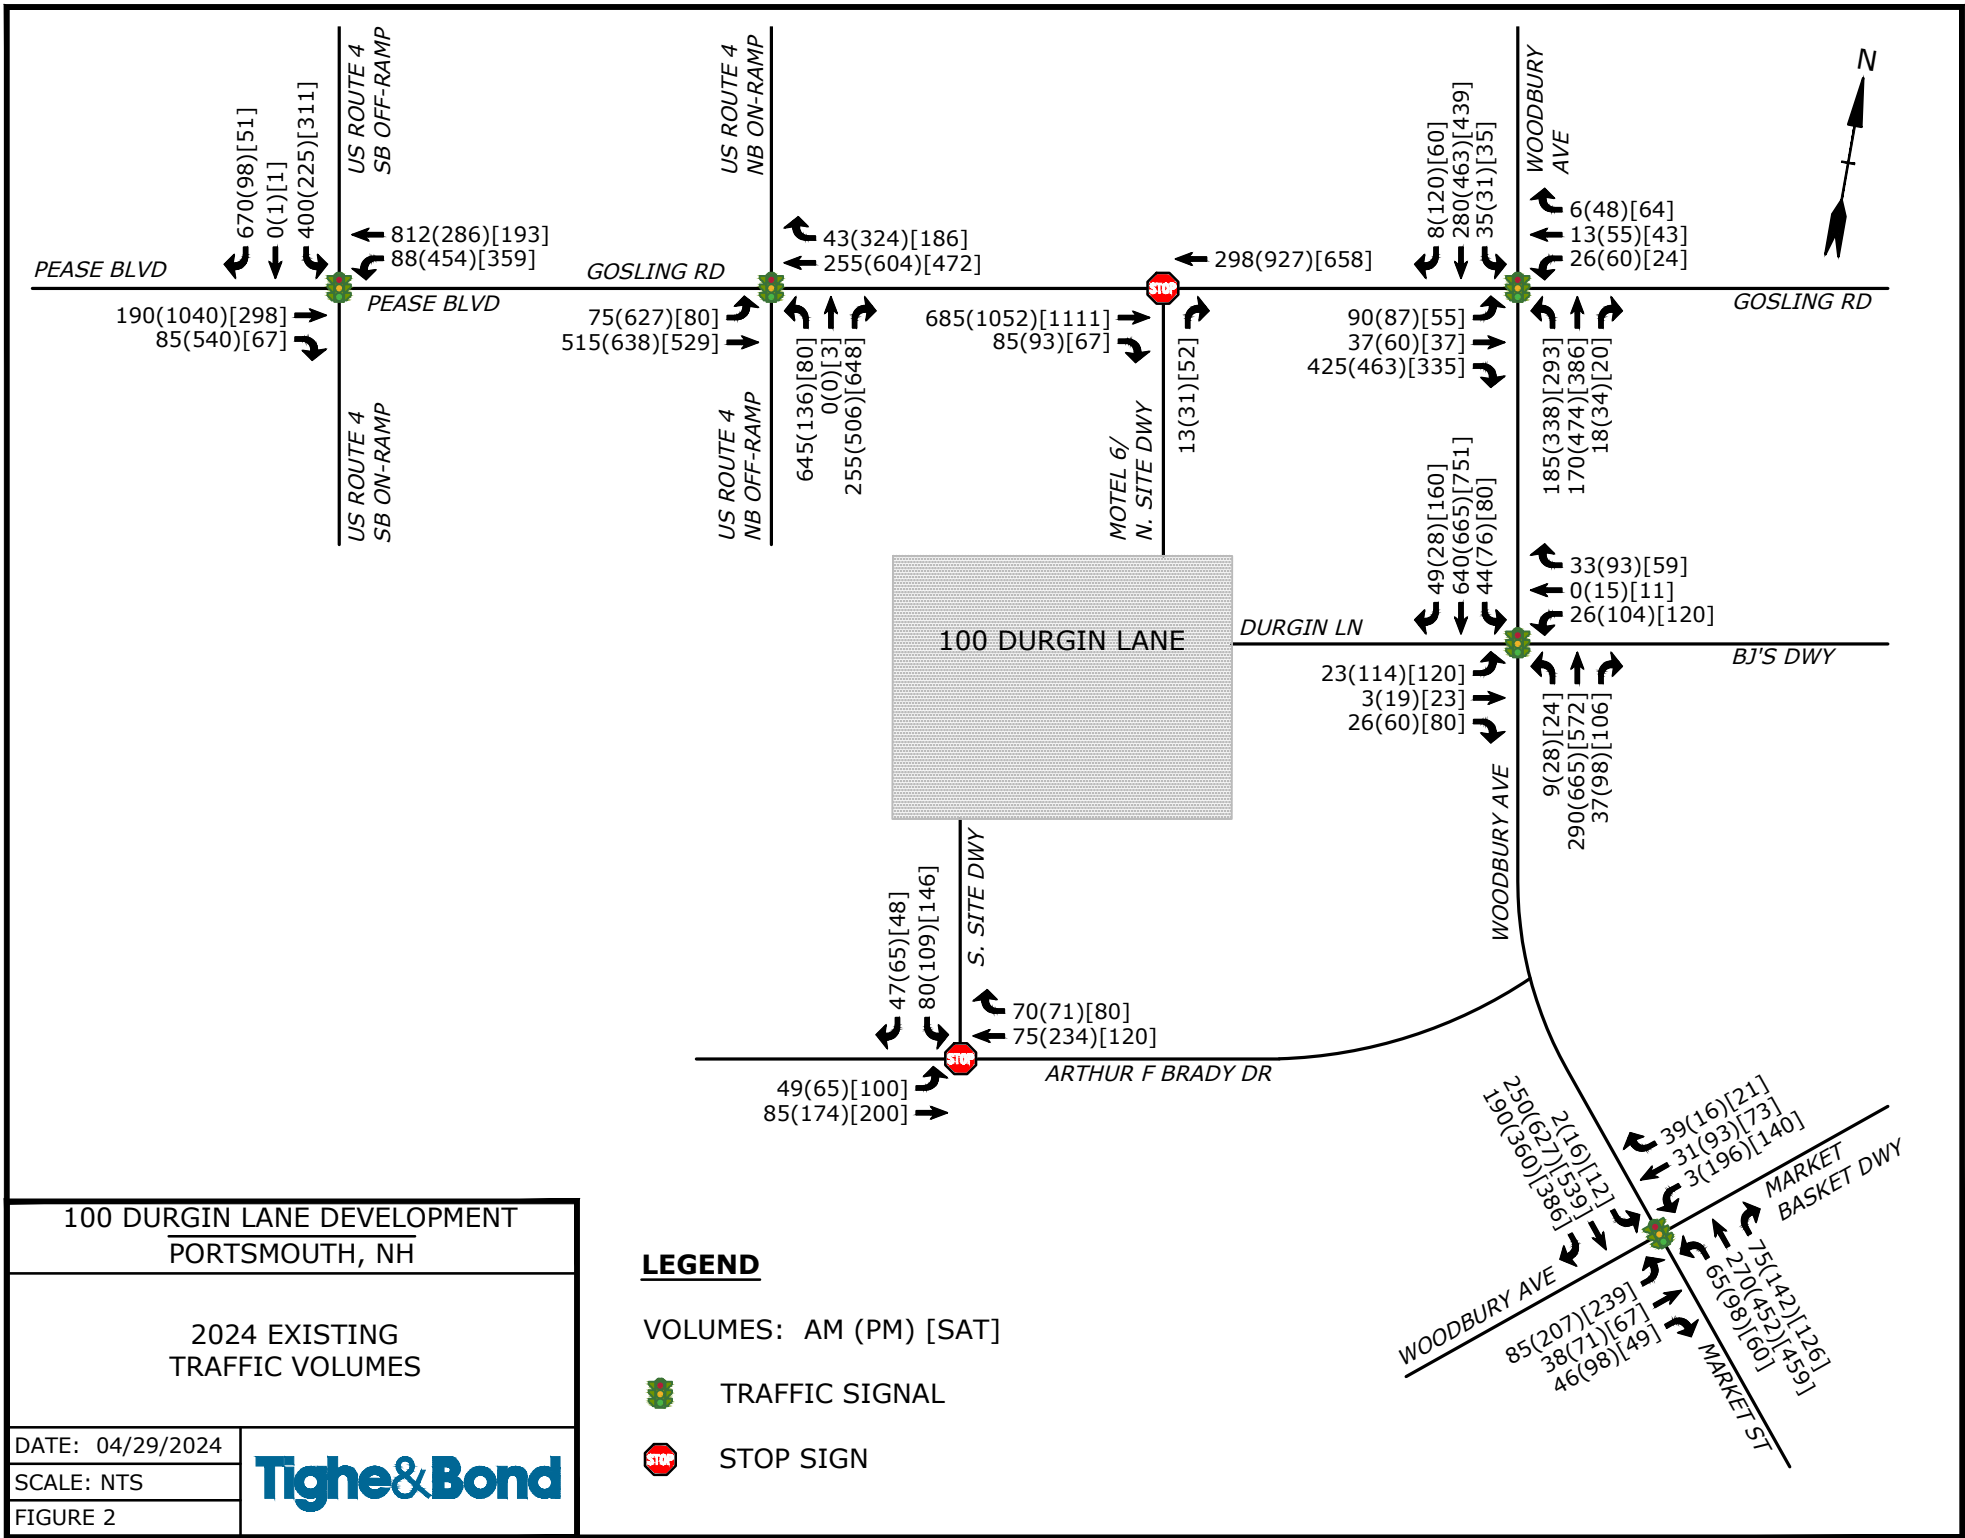 US ROUTE 4
SB OFF-RAMP
670(98)[51]
0(1)[1]
400(225)[311]
812(286)[193]
88(454)[359]
PEASE BLVD
PEASE BLVD
190(1040)[298]
85(540)[67]
US ROUTE 4
SB ON-RAMP
US ROUTE 4
NB ON-RAMP
43(324)[186]
255(604)[472]
GOSLING RD
75(627)[80]
515(638)[529]
645(136)[80]
0(0)[3]
255(506)[648]
US ROUTE 4
NB OFF-RAMP
298(927)[658]
STOP
685(1052)[1111]
85(93)[67]
13(31)[52]
MOTEL 6/
N. SITE DWY
WOODBURY
AVE
8(120)[60]
280(463)[439]
35(31)[35]
6(48)[64]
13(55)[43]
26(60)[24]
GOSLING RD
90(87)[55]
37(60)[37]
425(463)[335]
185(338)[293]
170(474)[386]
18(34)[20]
N
49(28)[160]
640(665)[751]
44(76)[80]
33(93)[59]
0(15)[11]
26(104)[120]
100 DURGIN LANE
DURGIN LN
BJ'S DWY
23(114)[120]
3(19)[23]
26(60)[80]
9(28)[24]
290(665)[572]
37(98)[106]
WOODBURY AVE
S. SITE DWY
47(65)[48]
80(109)[146]
70(71)[80]
75(234)[120]
STOP
ARTHUR F BRADY DR
49(65)[100]
85(174)[200]
190(360)[386]
250(627)[539]
2(16)[12]
39(16)[21]
31(93)[73]
3(196)[140]
MARKET
BASKET DWY
WOODBURY AVE
85(207)[239]
38(71)[67]
46(98)[49]
65(98)[60]
270(452)[459]
75(142)[126]
MARKET ST
100 DURGIN LANE DEVELOPMENT
PORTSMOUTH, NH
2024 EXISTING
TRAFFIC VOLUMES
DATE: 04/29/2024
SCALE: NTS
FIGURE 2
Tighe&Bond
LEGEND
VOLUMES: AM (PM) [SAT]
TRAFFIC SIGNAL
STOP
STOP SIGN